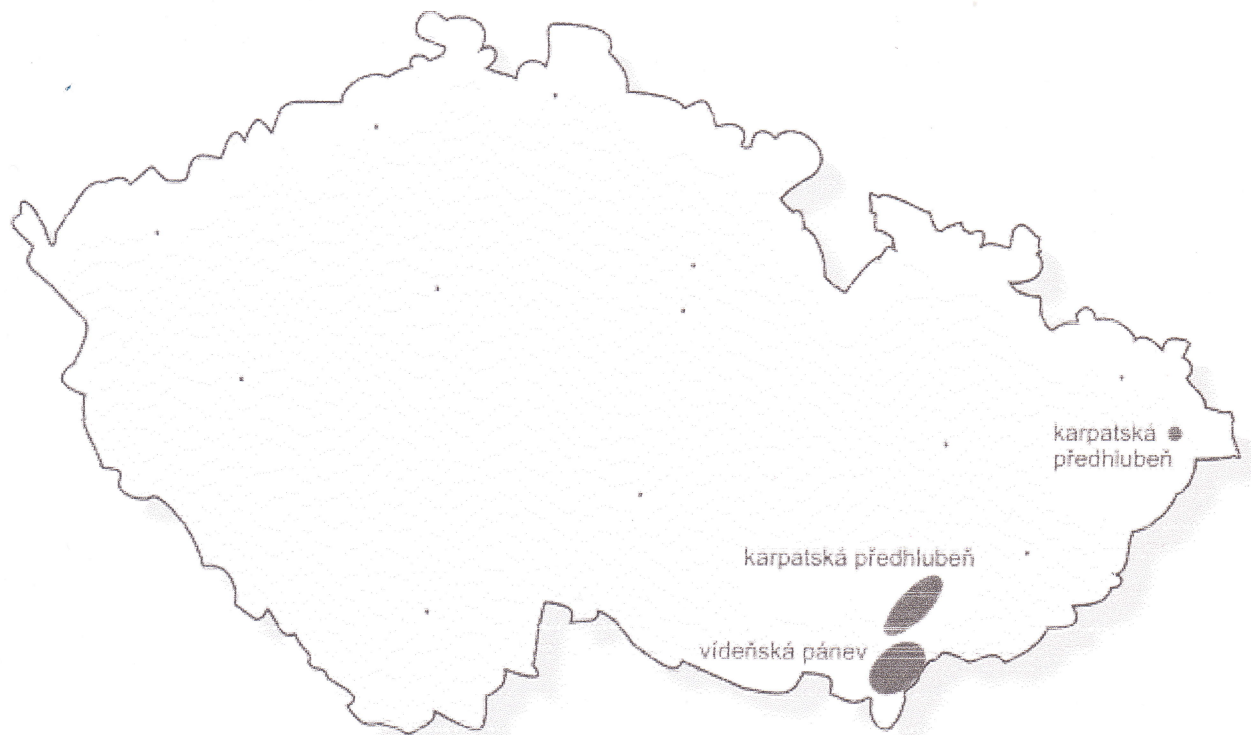 karpatská
předhlubeň
karpatská předhlubeň
vídeňská pánev